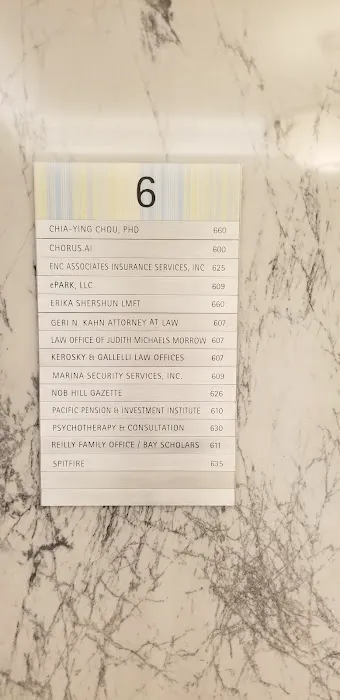 6
CHIA-YING CHOU, PHD 660
CHORUS.AI 600
ENC ASSOCIATES INSURANCE SERVICES, INC 625
ePARK, LLC 609
ERIKA SHERSHUN LMFT 660
GERI N. KAHN ATTORNEY AT LAW 607
LAW OFFICE OF JUDITH MICHAELS MORROW 607
KEROSKY & GALLELLI LAW OFFICES 607
MARINA SECURITY SERVICES, INC. 609
NOB HILL GAZETTE 626
PACIFIC PENSION & INVESTMENT INSTITUTE 610
PSYCHOTHERAPY & CONSULTATION 630
REILLY FAMILY OFFICE / BAY SCHOLARS 611
SPITFIRE 635